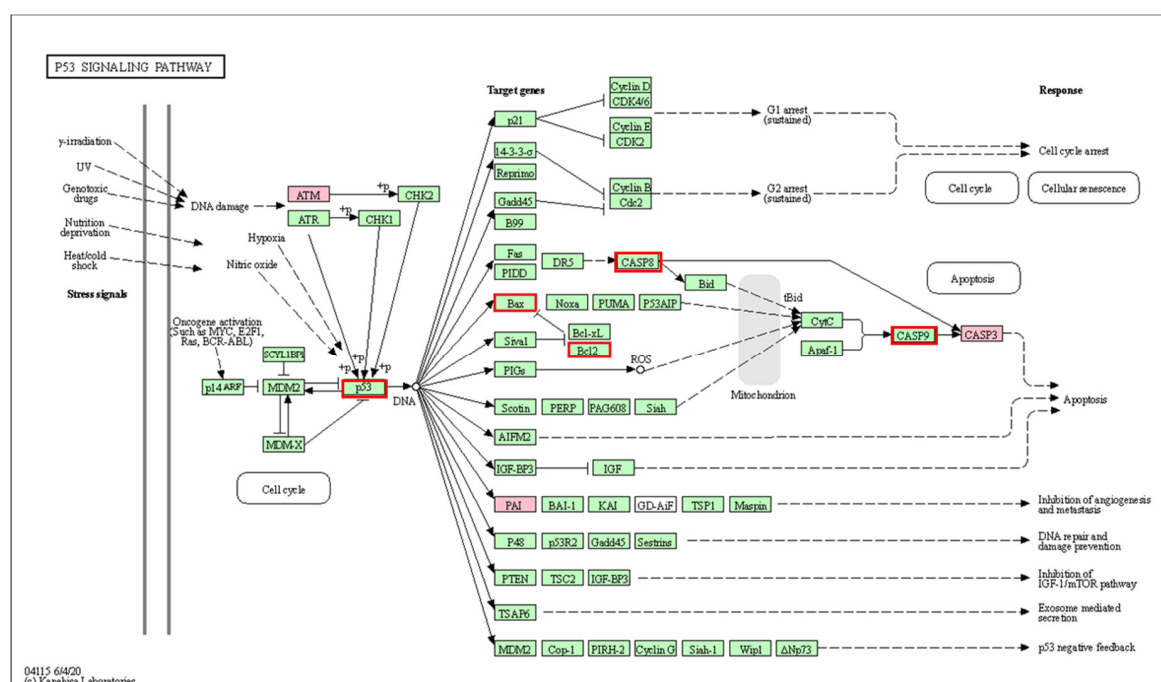 P53 SIGNALING PATHWAY
Target genes
Response
Cyclin D
CDK4/6
p21
G1 arrest
(sustained)
Cyclin E
CDK2
Cell cycle arrest
γ-irradiation
UV
Genotoxic
drugs
Nutrition
deprivation
Heat/cold
shock
Stress signals
DNA damage
ATM
+p
CHK2
ATR
+p
CHK1
Hypoxia
Nitric oxide
14-3-3-σ
Reprimo
Gadd45
B99
Cyclin B
Cdc2
G2 arrest
(sustained)
Cell cycle
Cellular senescence
Fas
PIDD
DR5
CASP8
Bid
tBid
Apoptosis
Bax
Noxa
PUMA
P53AIP
CytC
Bcl-xL
Bcl2
Siva1
Apaf-1
CASP9
CASP3
PIGs
ROS
Mitochondrion
Oncogene activation
(Such as MYC, E2F1,
Ras, BCR-ABL)
SCYL1BP1
+p
+p
+p
p14ARF
MDM2
p53
DNA
MDM-X
Cell cycle
Scotin
PERP
PAG608
Siah
Apoptosis
AIFM2
IGF-BP3
IGF
PAI
BAI-1
KAI
GD-AiF
TSP1
Maspin
Inhibition of angiogenesis
and metastasis
P48
p53R2
Gadd45
Sestrins
DNA repair and
damage prevention
PTEN
TSC2
IGF-BP3
Inhibition of
IGF-1/mTOR pathway
TSAP6
Exosome mediated
secretion
MDM2
Cop-1
PIRH-2
Cyclin G
Siah-1
Wip1
ΔNp73
p53 negative feedback
04115 6/4/20
(c) Kanehisa Laboratories